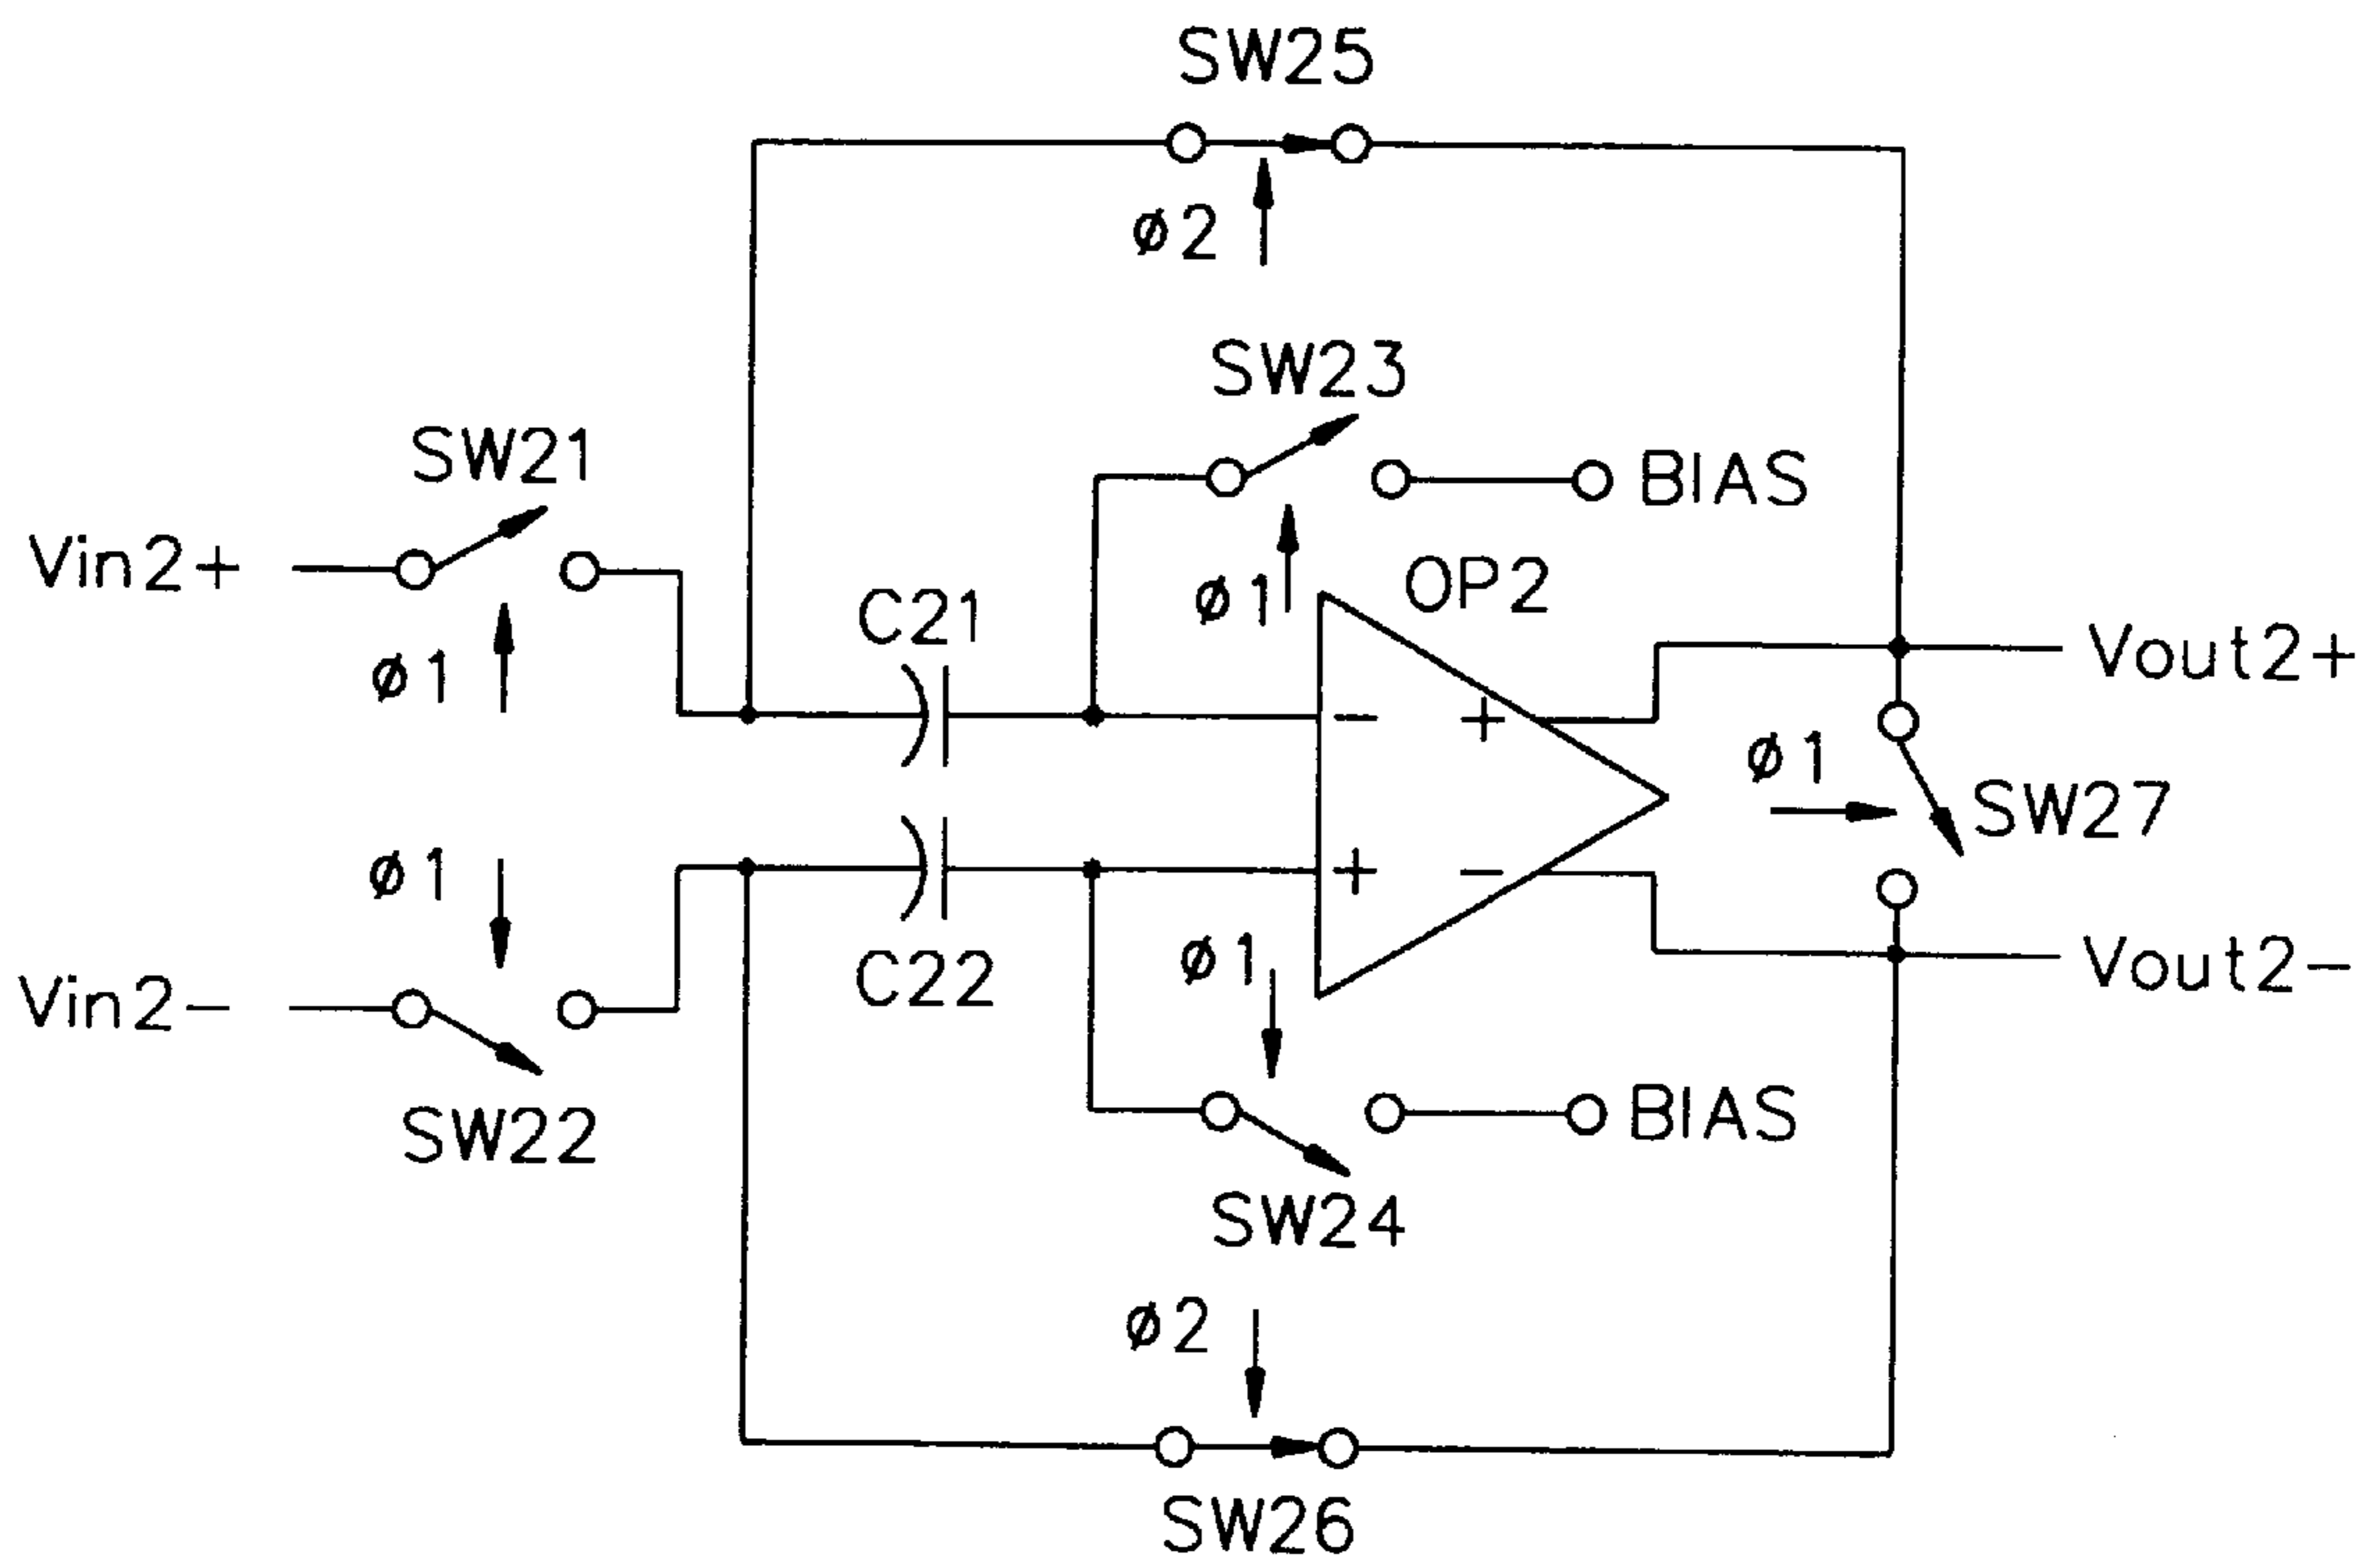 SW25
ø2
SW23
SW21
BIAS
Vin2+
OP2
C21
ø1
ø1
Vout2+
-
+
ø1
SW27
ø1
+
-
C22
ø1
Vout2-
Vin2-
BIAS
SW22
SW24
ø2
SW26